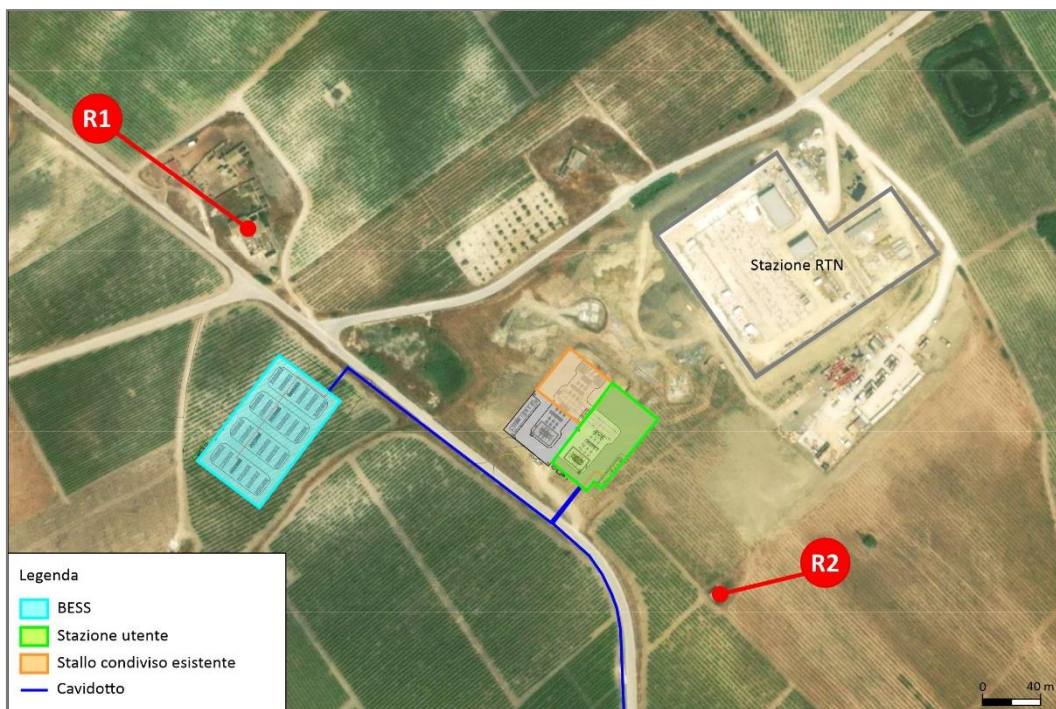 R1
Stazione RTN
R2
Legenda
BESS
Stazione utente
Stallo condiviso esistente
Cavidotto
0 40 m